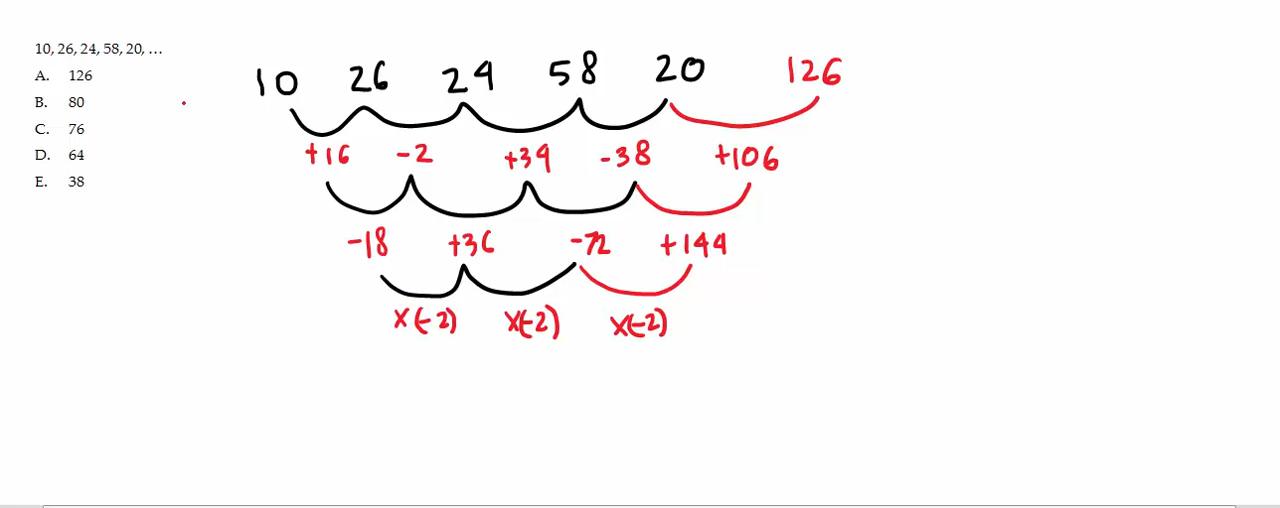 10, 26, 24, 58, 20, ...
A. 126
B. 80
C. 76
D. 64
E. 38
10 26 24 58 20 126
+16 -2 +34 -38 +106
-18 +36 -72 +144
x(-2) x(-2) x(-2)